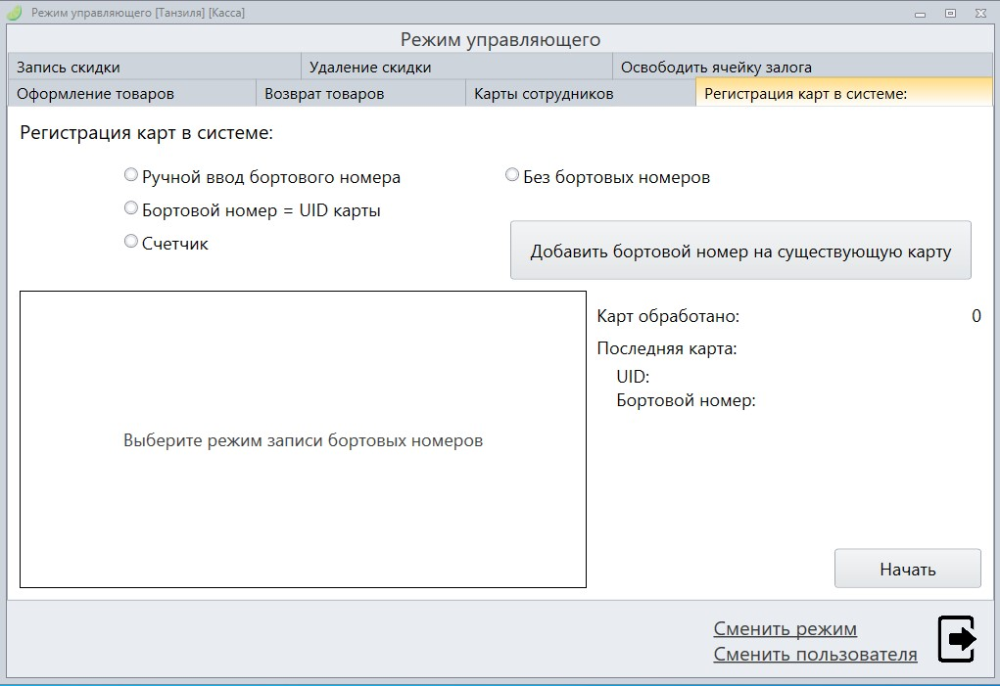 Режим управляющего [Танзиля] [Касса]
Режим управляющего
Запись скидки
Удаление скидки
Освободить ячейку залога
Оформление товаров
Возврат товаров
Карты сотрудников
Регистрация карт в системе:
Регистрация карт в системе:
Ручной ввод бортового номера
Без бортовых номеров
Бортовой номер = UID карты
Счетчик
Добавить бортовой номер на существующую карту
Карт обработано: 0
Последняя карта:
UID:
Бортовой номер:
Выберите режим записи бортовых номеров
Начать
Сменить режим
Сменить пользователя